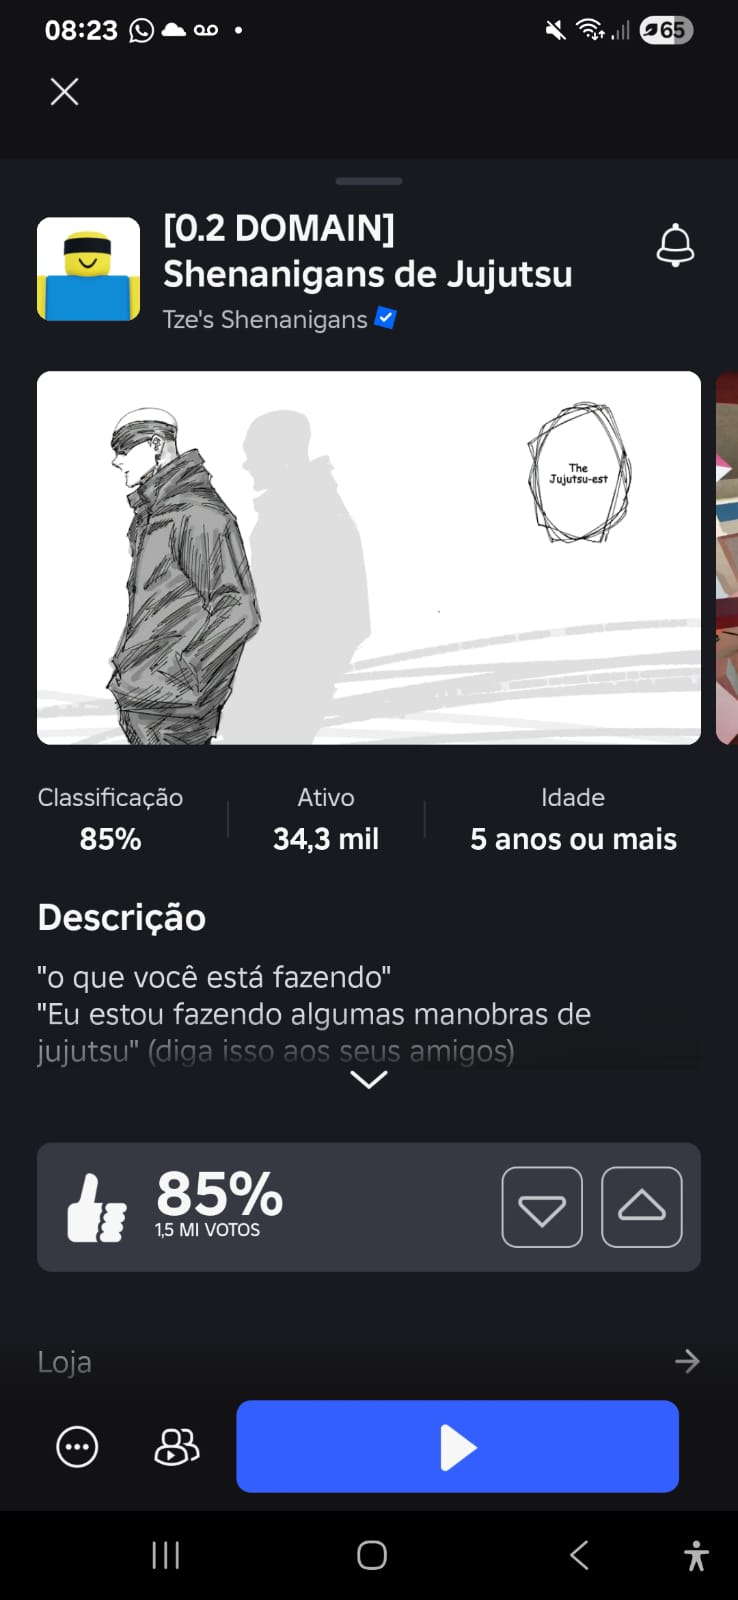 08:23
65
[0.2 DOMAIN]
Shenanigans de Jujutsu
Tze's Shenanigans
The
Jujutsu-est
Classificação
Ativo
Idade
85%
34,3 mil
5 anos ou mais
Descrição
"o que você está fazendo"
"Eu estou fazendo algumas manobras de
jujutsu" (diga isso aos seus amigos)
85%
1,5 MI VOTOS
Loja